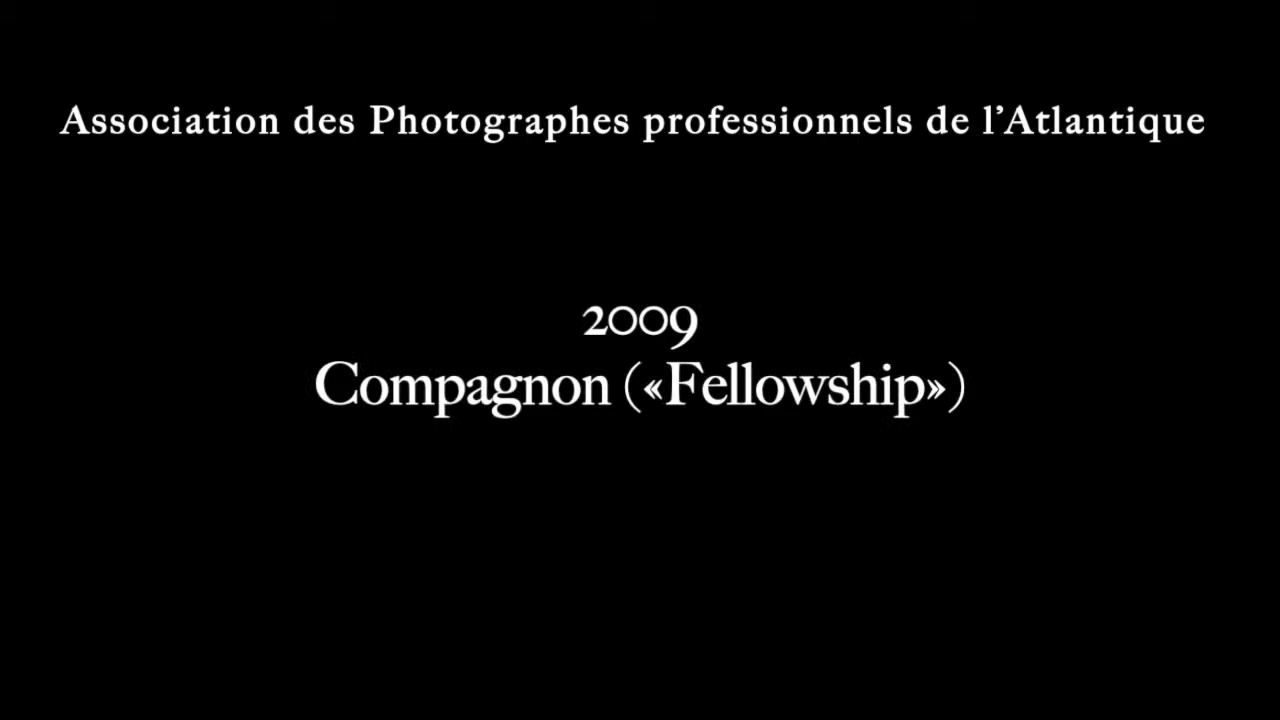 Association des Photographes professionnels de l’Atlantique
2009
Compagnon («Fellowship»)